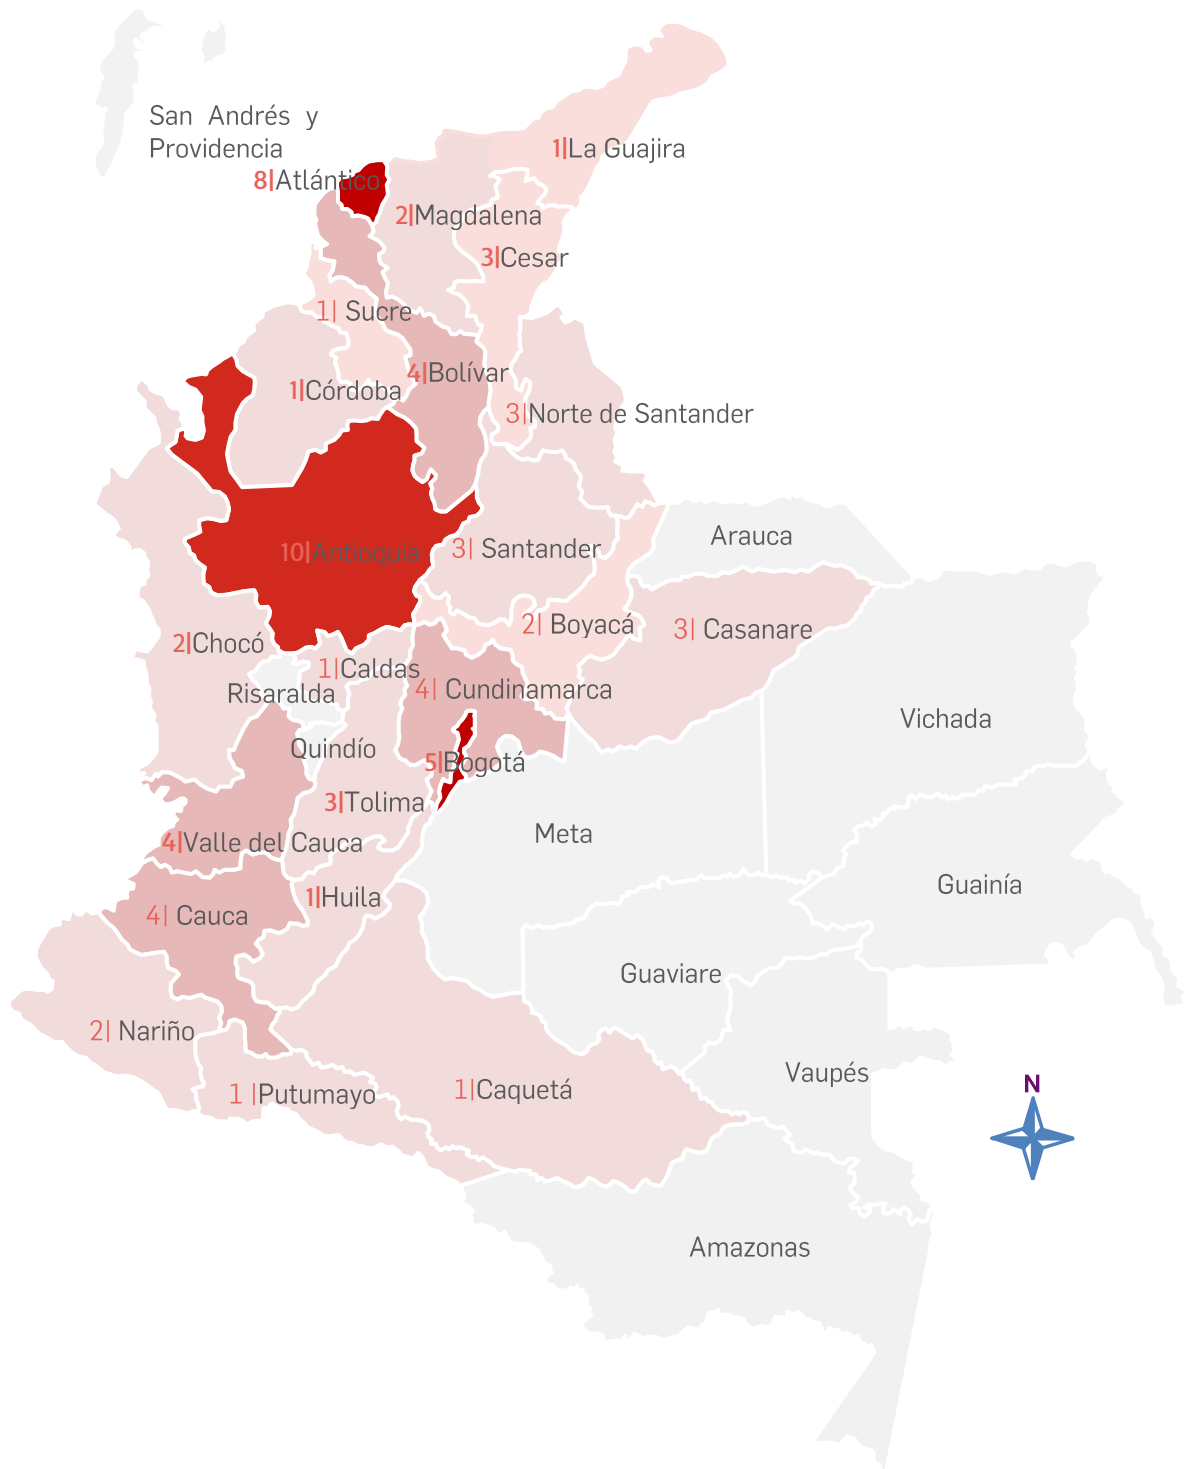 San Andrés y
Providencia
1|La Guajira
8|Atlántico
2|Magdalena
3|Cesar
1| Sucre
4|Bolívar
1|Córdoba
3|Norte de Santander
Arauca
10|Antioquia
3| Santander
2| Boyacá
3| Casanare
2|Chocó
1|Caldas
4| Cundinamarca
Risaralda
Vichada
Quindío
5|Bogotá
3|Tolima
Meta
4|Valle del Cauca
Guainía
1|Huila
4| Cauca
Guaviare
2| Nariño
Vaupés
N
1 |Putumayo
1|Caquetá
Amazonas